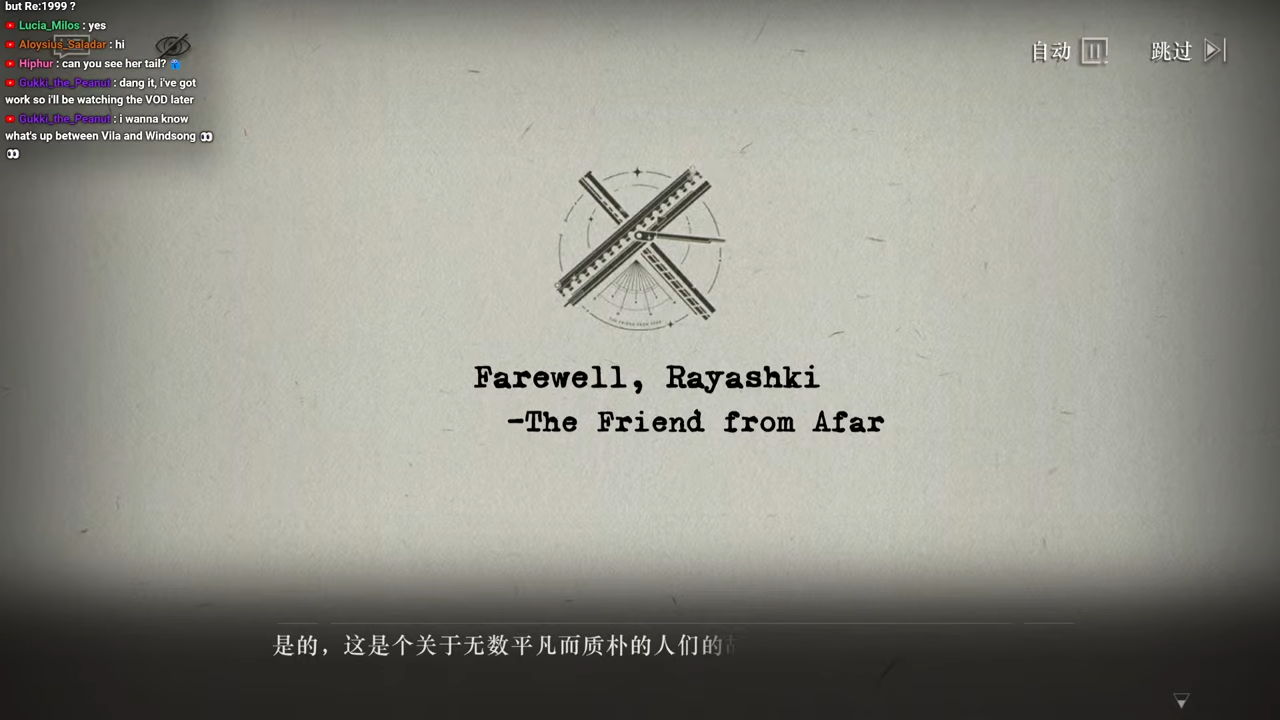 but Re:1999 ?
Lucía_Milos : yes
Aloysius_Saladar : hi
Hiphur : can you see her tail?
Gukki_the_Peanut : dang it, i've got
work so i'll be watching the VOD later
Gukki_the_Peanut : i wanna know
what's up between Vila and Windsong 👀
👀
自动
跳过
Farewell, Rayashki
-The Friend from Afar
是的，这是个关于无数平凡而质朴的人们的